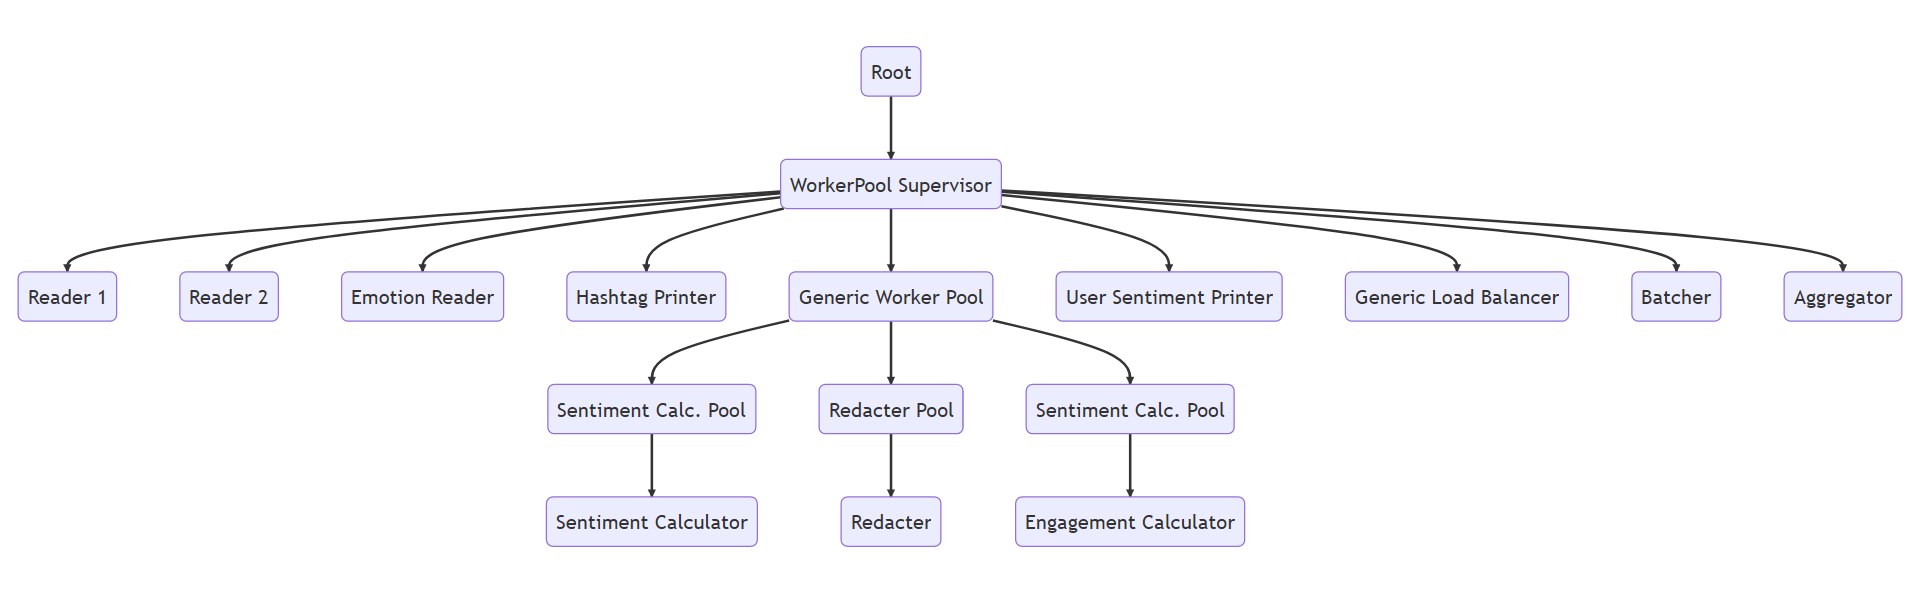 Root
WorkerPool Supervisor
Reader 1
Reader 2
Emotion Reader
Hashtag Printer
Generic Worker Pool
User Sentiment Printer
Generic Load Balancer
Batcher
Aggregator
Sentiment Calc. Pool
Redacter Pool
Sentiment Calc. Pool
Sentiment Calculator
Redacter
Engagement Calculator